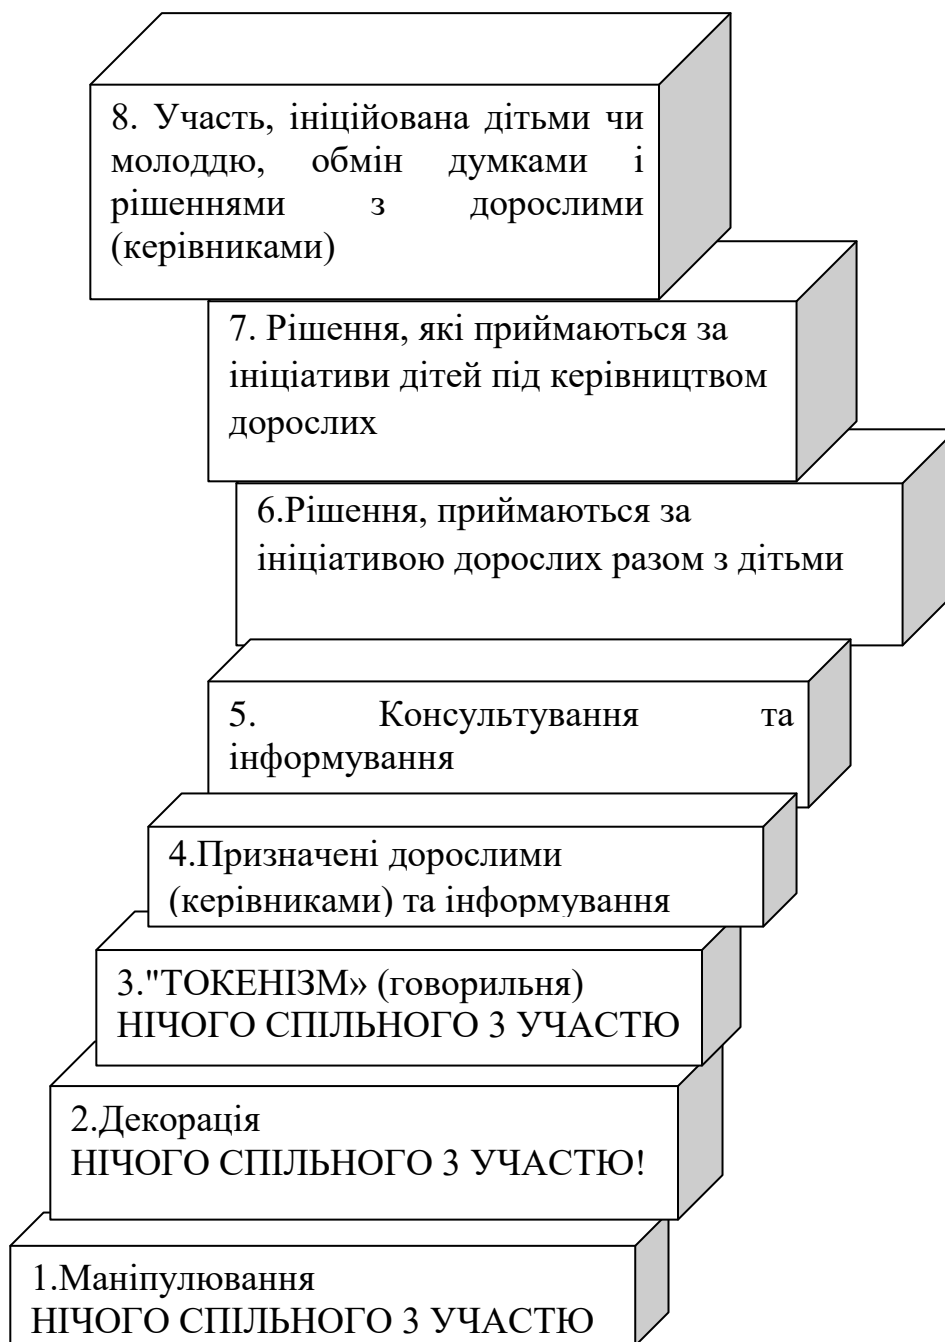 8. Участь, ініційована дітьми чи
молоддю, обмін думками і
рішеннями з дорослими
(керівниками)
7. Рішення, які приймаються за
ініціативи дітей під керівництвом
дорослих
6.Рішення, приймаються за
ініціативою дорослих разом з дітьми
5. Консультування та
інформування
4.Призначені дорослими
(керівниками) та інформування
3."ТОКЕНІЗМ» (говорильня)
НІЧОГО СПІЛЬНОГО З УЧАСТЮ
2.Декорація
НІЧОГО СПІЛЬНОГО З УЧАСТЮ!
1.Маніпулювання
НІЧОГО СПІЛЬНОГО З УЧАСТЮ